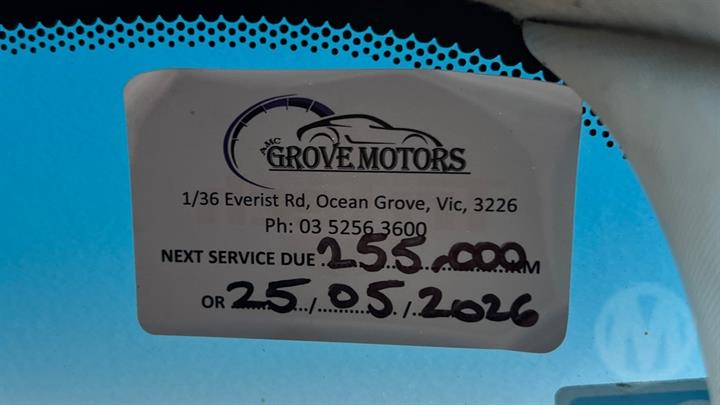 AMC
GROVE MOTORS
1/36 Everist Rd, Ocean Grove, Vic, 3226
Ph: 03 5256 3600
NEXT SERVICE DUE 255,000 KM
OR 25/05/2026